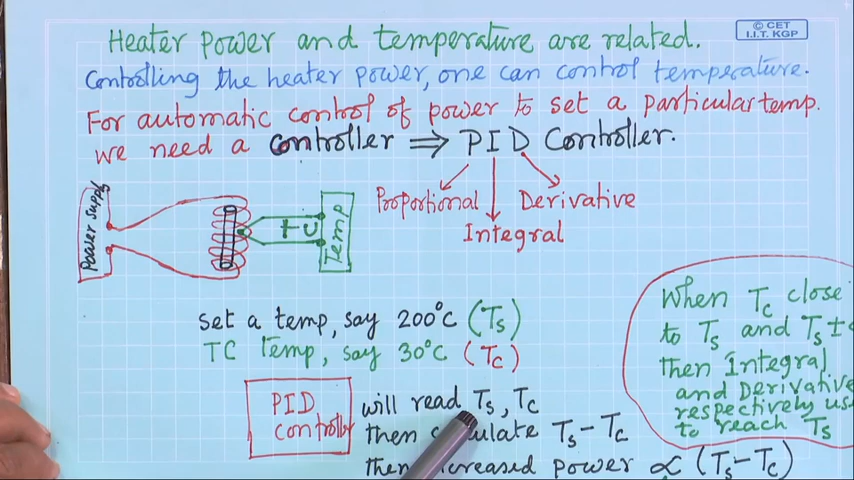 © CET
I.I.T. KGP
Heater Power and temperature are related.
Controlling the heater power, one can control temperature.
For automatic control of power to set a particular temp.
we need a controller ⇒ PID Controller.
Proportional
Derivative
Integral
Power supply
Temp
set a temp, say 200°C (Ts)
TC Temp, say 30°C (Tc)
PID
controller
will read Ts, Tc
then Ts - Tc
then increased power ∝ (Ts - Tc)
When Tc close
to Ts and Ts ±
then Integral
and Derivative
respectively
to reach Ts